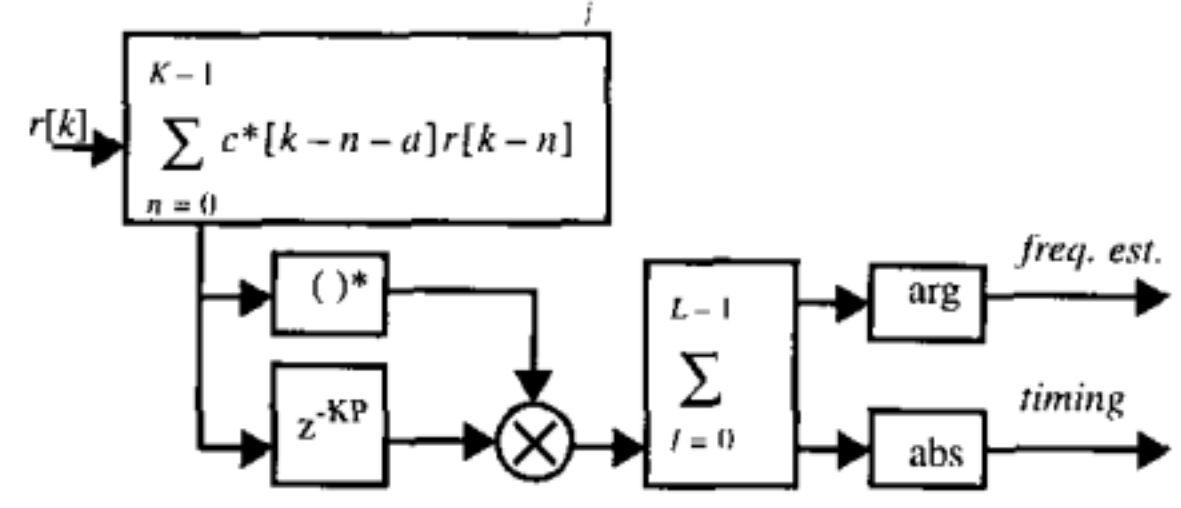 K – 1
r[k]
∑ c*[k – n – d]r[k – n]
n = 0
( )*
z-KP
L – 1
∑
l = 0
arg
freq. est.
abs
timing